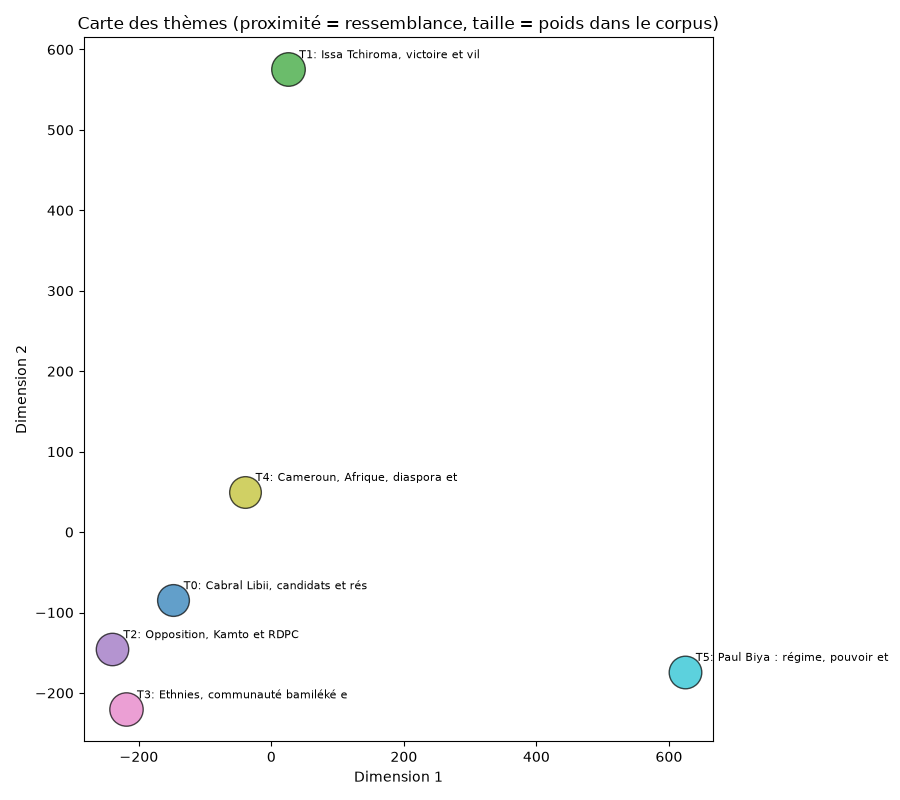 Carte des thèmes (proximité = ressemblance, taille = poids dans le corpus)
600
500
400
300
200
100
0
−100
−200
Dimension 2
T1: Issa Tchiroma, victoire et vil
T4: Cameroun, Afrique, diaspora et
T0: Cabral Libii, candidats et rés
T2: Opposition, Kamto et RDPC
T5: Paul Biya : régime, pouvoir et
T3: Ethnies, communauté bamiléké e
−200
0
200
400
600
Dimension 1